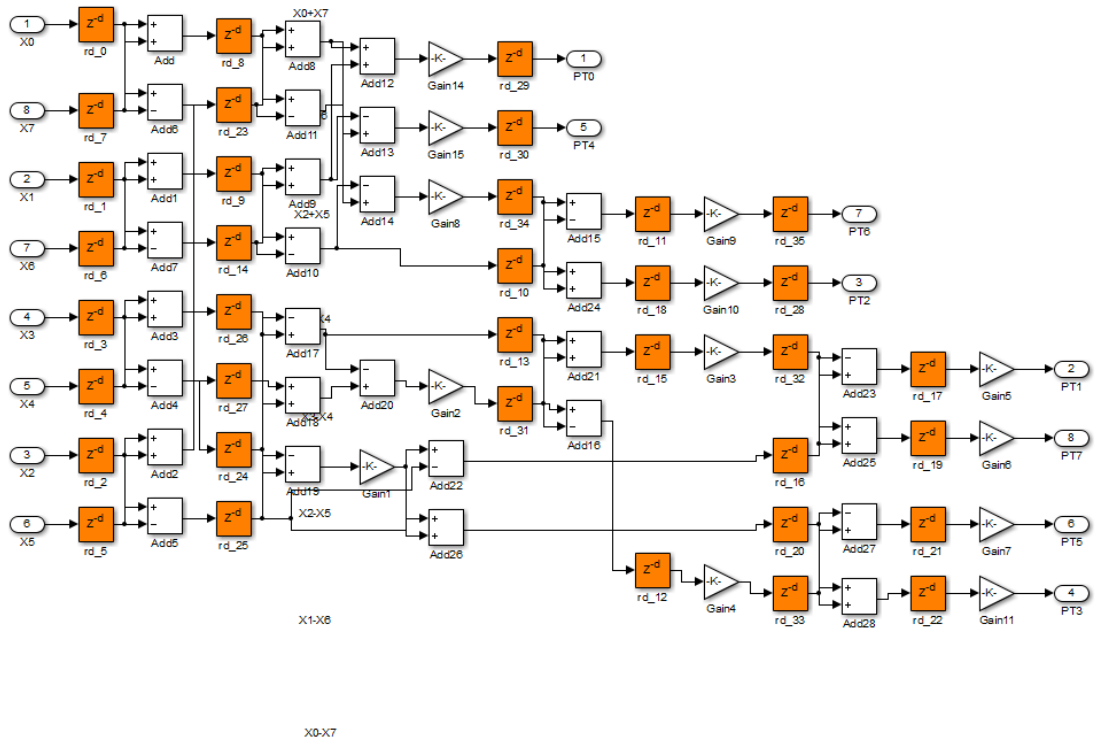 X0+X7
1
X0
Z-d
rd_0
+
+
Add
Z-d
rd_8
+
+
Add8
+
+
Add12
-K-
Gain14
Z-d
rd_29
1
PT0
8
X7
Z-d
rd_7
+
−
Add6
Z-d
rd_23
+
−
Add11
−
+
Add13
-K-
Gain15
Z-d
rd_30
5
PT4
2
X1
Z-d
rd_1
+
+
Add1
Z-d
rd_9
+
+
Add9
X2+X5
−
+
Add14
-K-
Gain8
Z-d
rd_34
+
−
Add15
Z-d
rd_11
-K-
Gain9
Z-d
rd_35
7
PT6
7
X6
Z-d
rd_6
+
−
Add7
Z-d
rd_14
+
−
Add10
Z-d
rd_10
+
+
Add24
Z-d
rd_18
-K-
Gain10
Z-d
rd_28
3
PT2
4
X3
Z-d
rd_3
+
+
Add3
Z-d
rd_26
−
+
Add17
Z-d
rd_13
+
+
Add21
Z-d
rd_15
-K-
Gain3
Z-d
rd_32
−
+
Add23
Z-d
rd_17
-K-
Gain5
2
PT1
5
X4
Z-d
rd_4
+
−
Add4
Z-d
rd_27
+
+
Add18
X3-X4
−
+
Add20
-K-
Gain2
Z-d
rd_31
+
−
Add16
3
X2
Z-d
rd_2
+
+
Add2
Z-d
rd_24
−
+
Add19
-K-
Gain1
+
−
Add22
Z-d
rd_16
+
+
Add25
Z-d
rd_19
-K-
Gain6
8
PT7
6
X5
Z-d
rd_5
+
−
Add5
Z-d
rd_25
X2-X5
+
+
Add26
Z-d
rd_20
−
+
Add27
Z-d
rd_21
-K-
Gain7
6
PT5
Z-d
rd_12
-K-
Gain4
Z-d
rd_33
+
+
Add28
Z-d
rd_22
-K-
Gain11
4
PT3
X1-X6
X0-X7